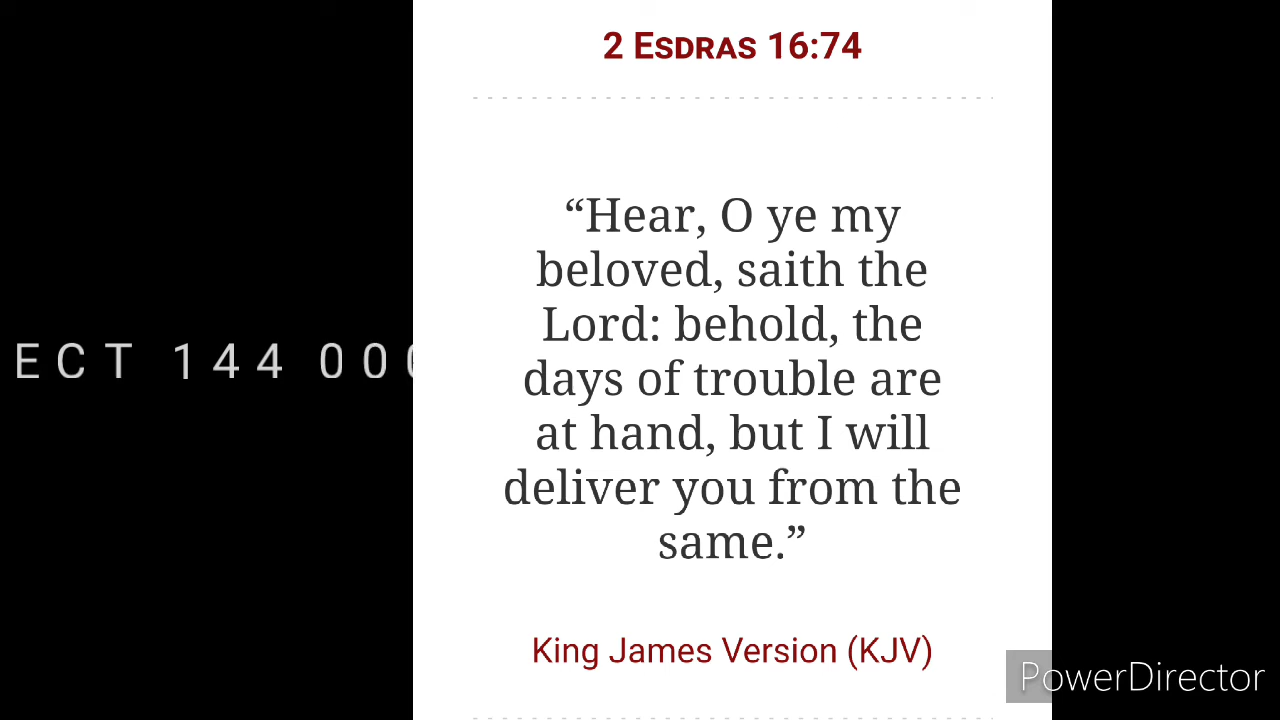 2 Esdras 16:74
“Hear, O ye my
beloved, saith the
Lord: behold, the
days of trouble are
at hand, but I will
deliver you from the
same.”
King James Version (KJV)
ECT 144 000
PowerDirector